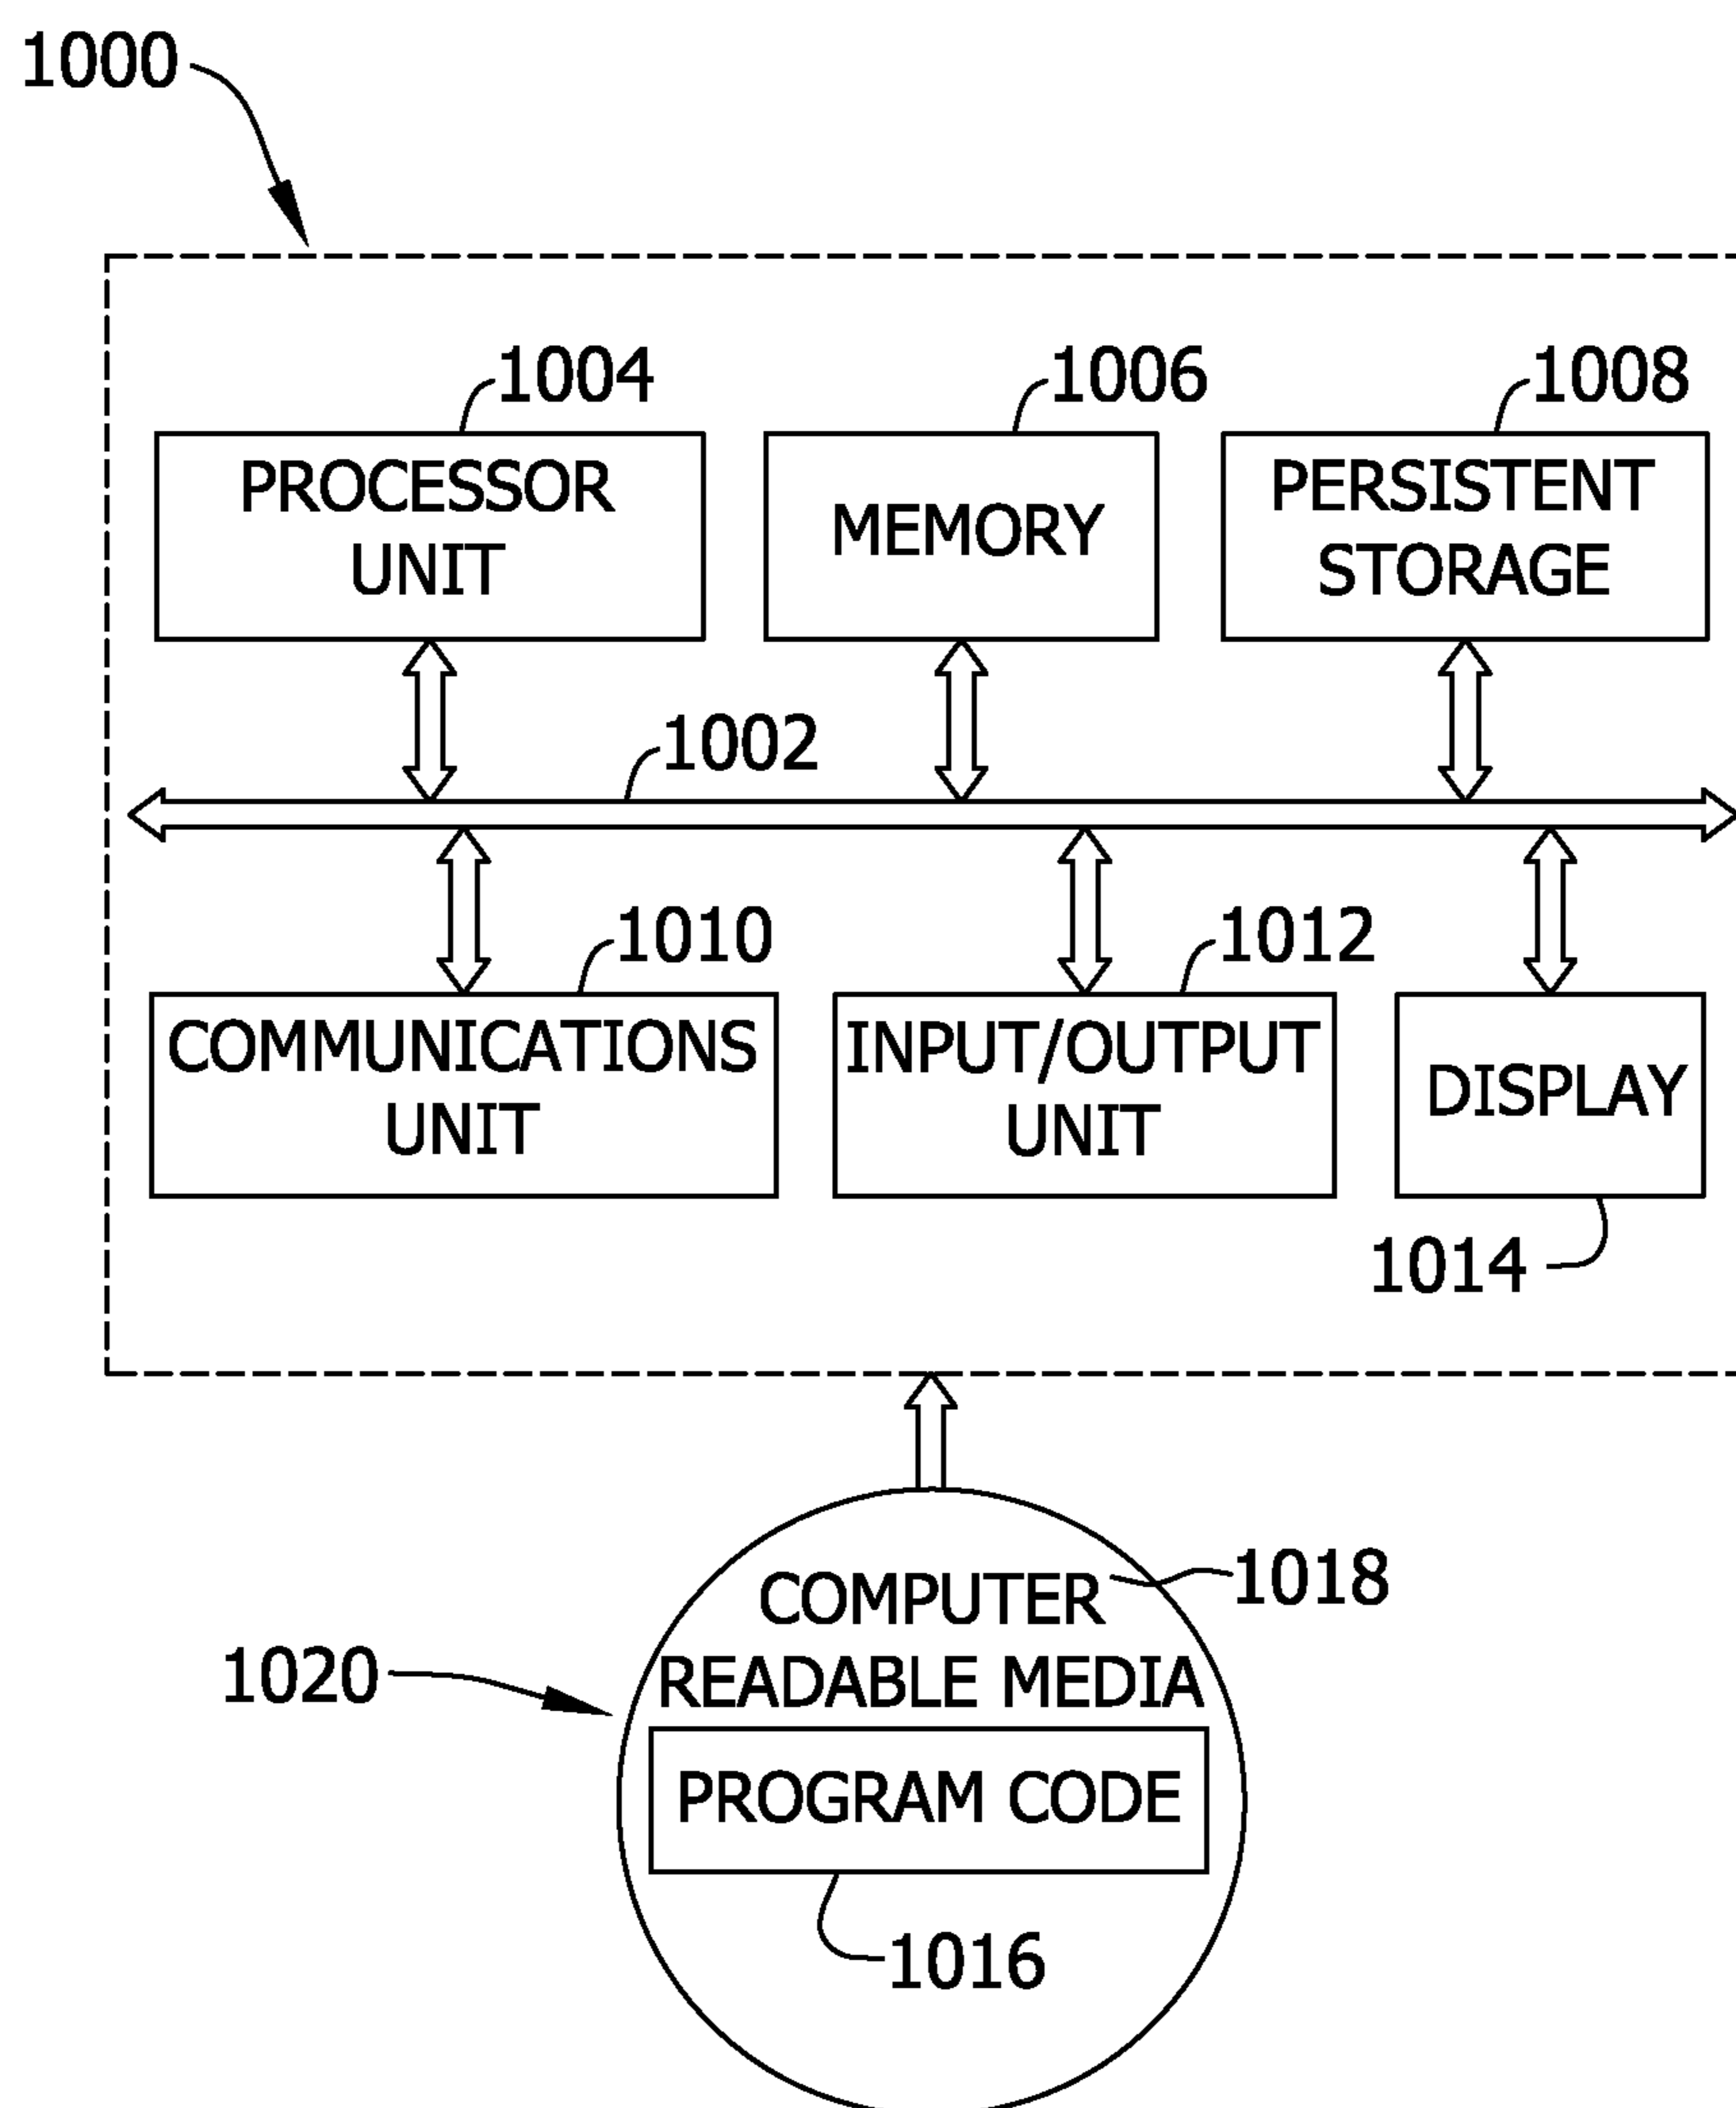 1000
1004
1006
1008
PROCESSOR
UNIT
MEMORY
PERSISTENT
STORAGE
1002
1010
1012
COMMUNICATIONS
UNIT
INPUT/OUTPUT
UNIT
DISPLAY
1014
COMPUTER
READABLE MEDIA
1018
1020
PROGRAM CODE
1016